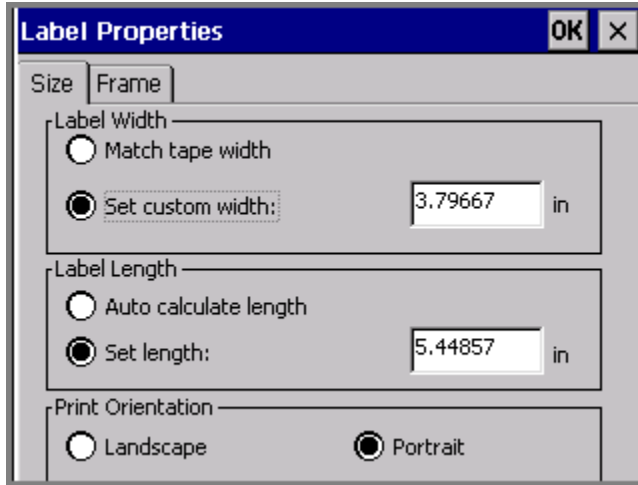 Label Properties OK ×
Size Frame
Label Width
Match tape width
Set custom width: 3.79667 in
Label Length
Auto calculate length
Set length: 5.44857 in
Print Orientation
Landscape Portrait